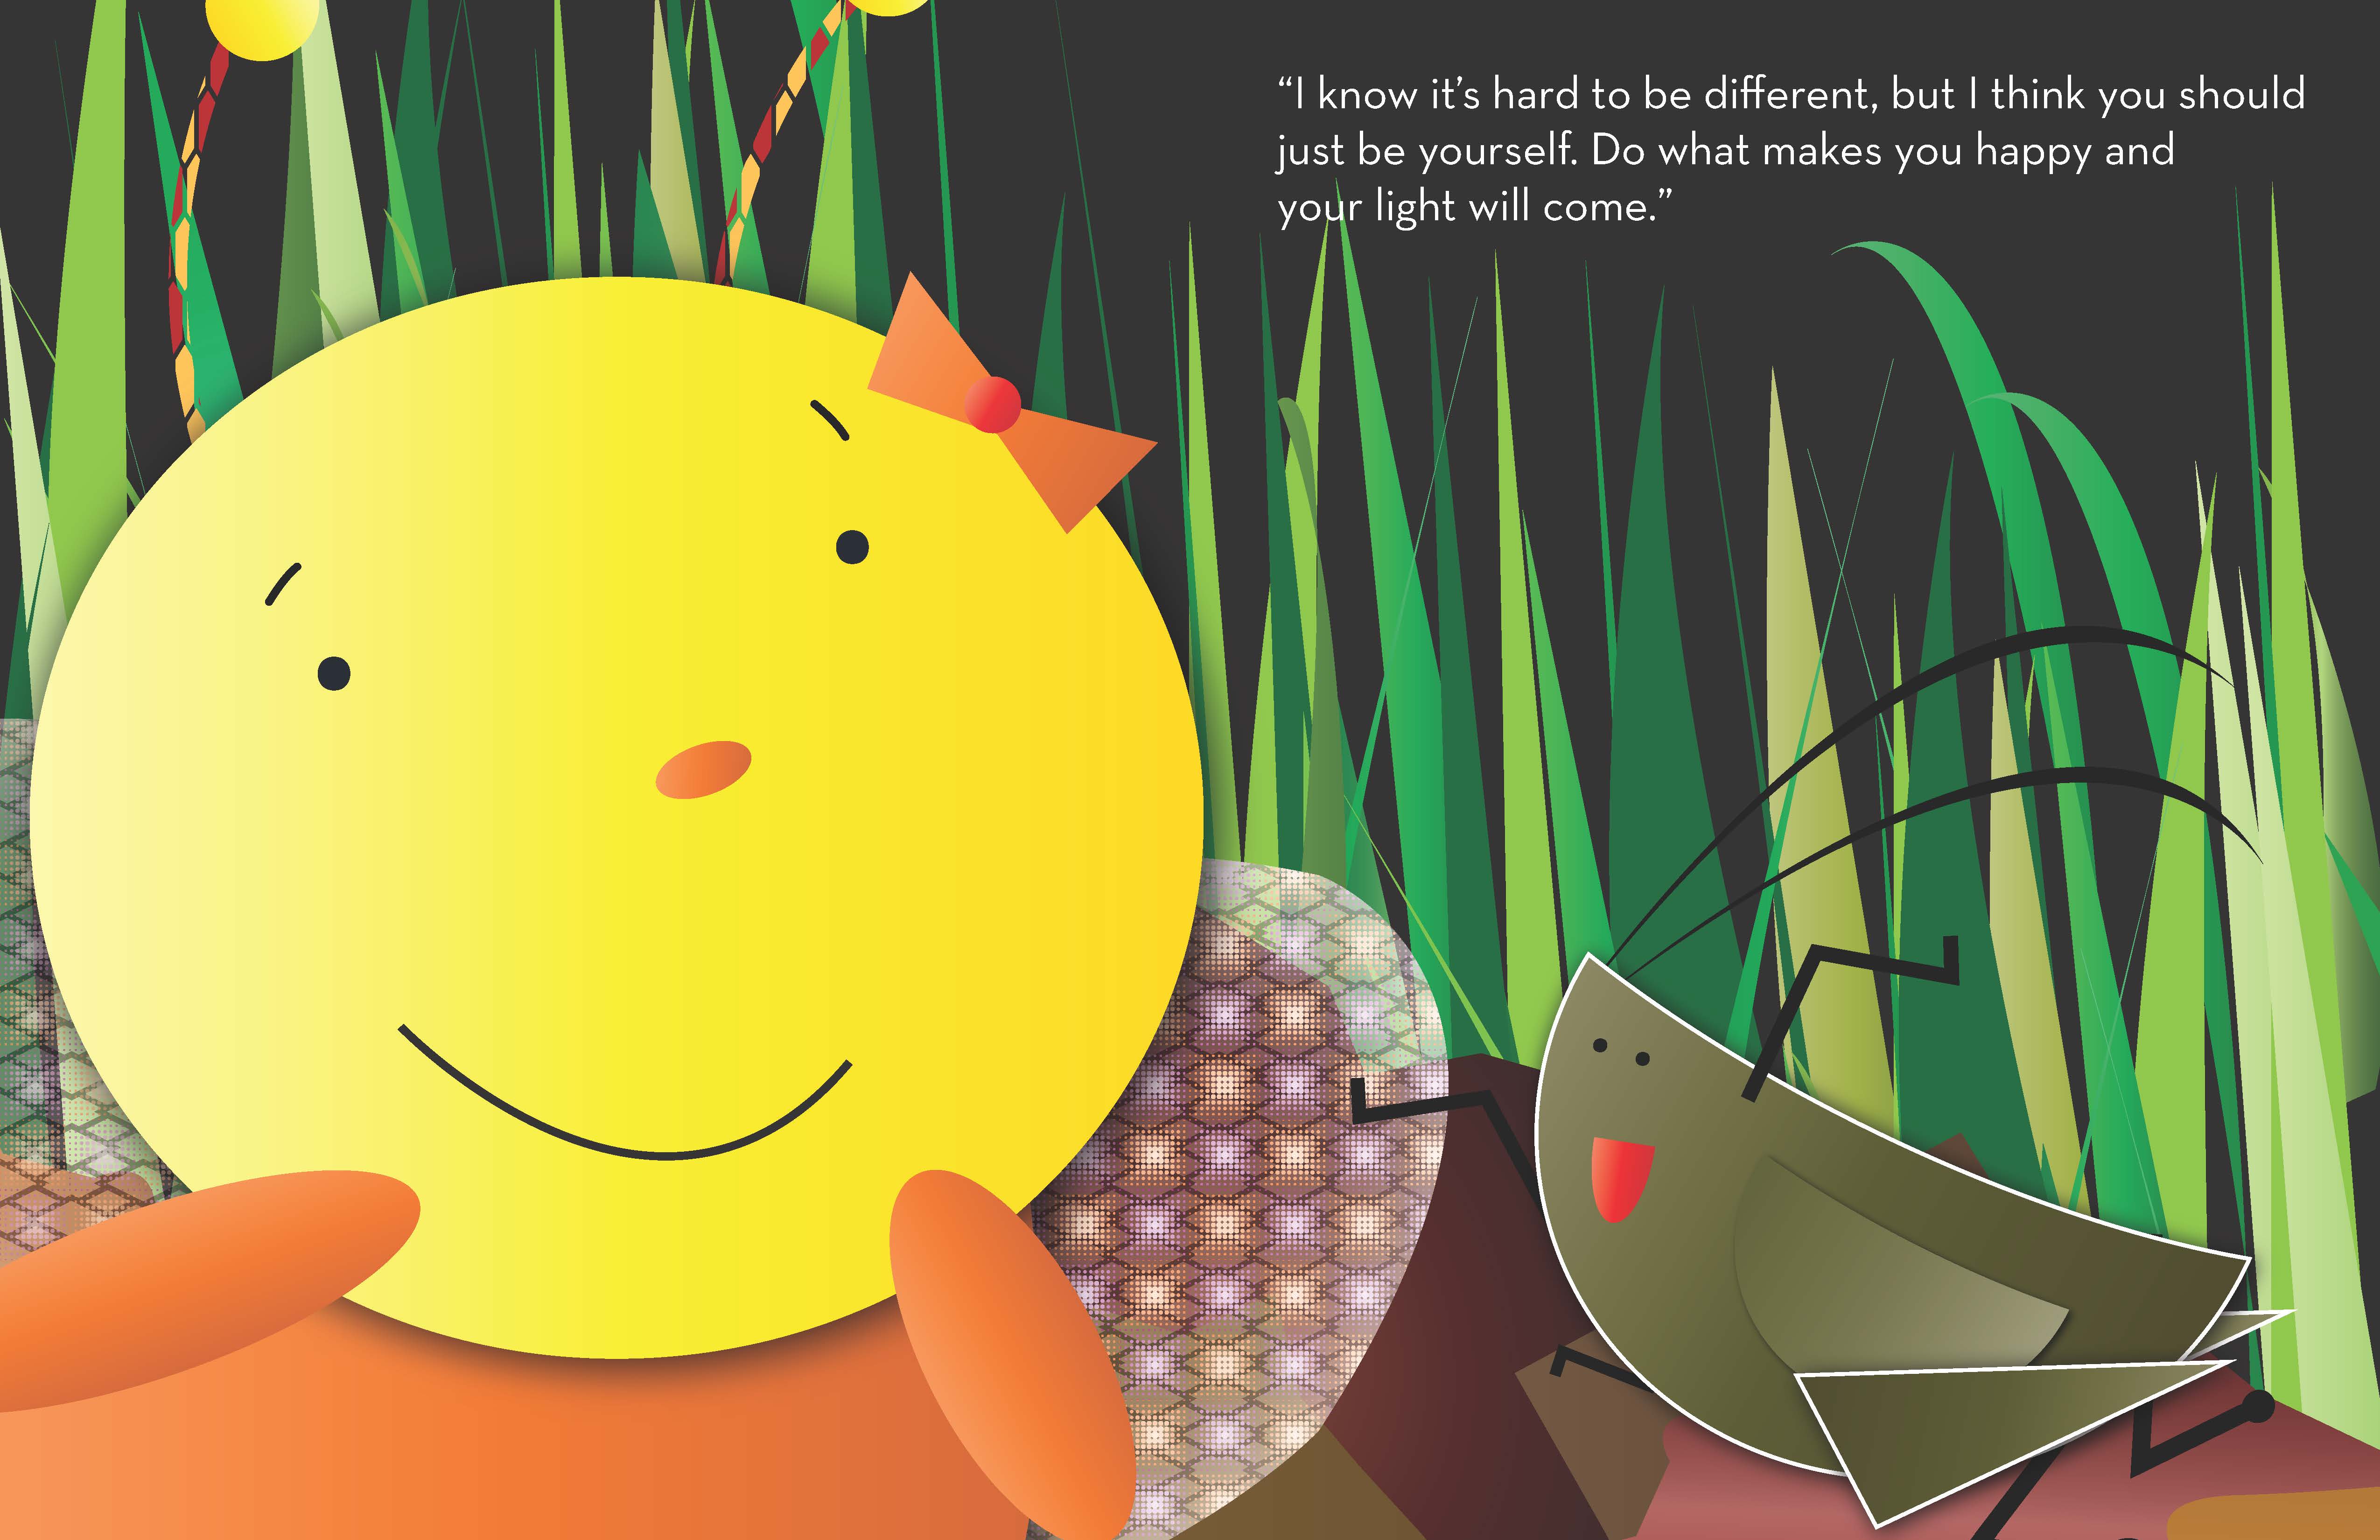 “I know it’s hard to be different, but I think you should
just be yourself. Do what makes you happy and
your light will come.”